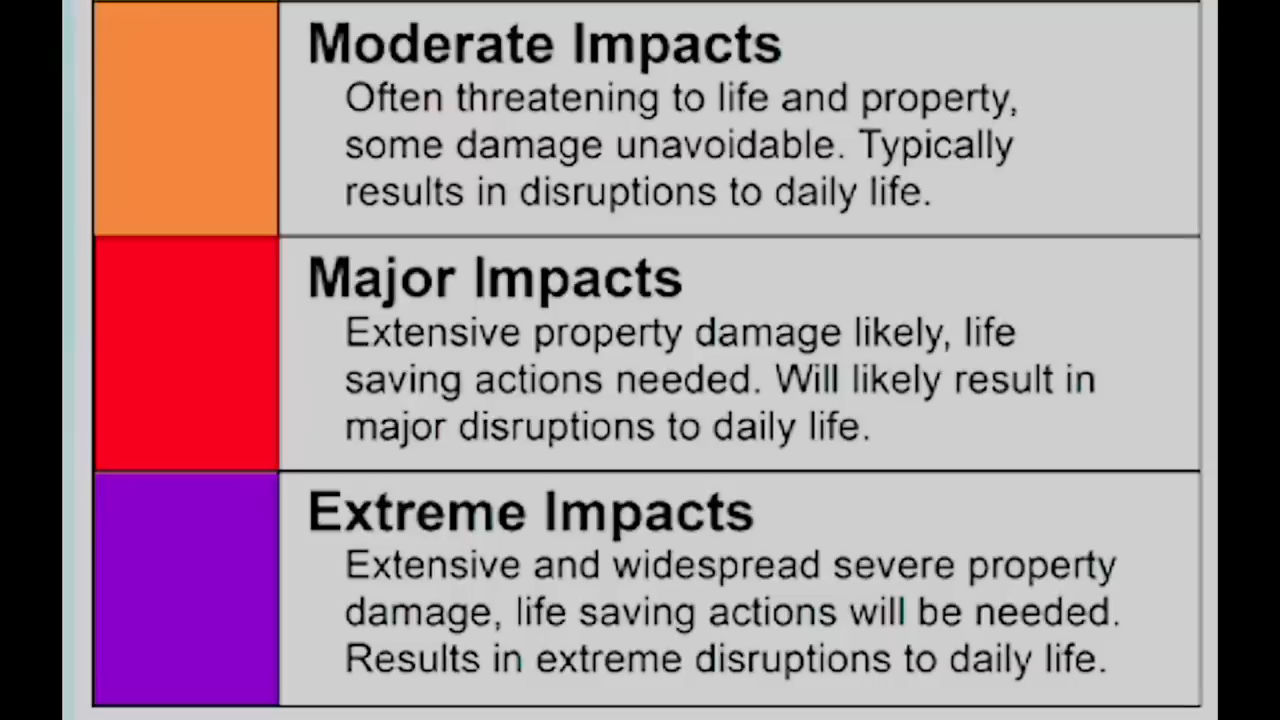 Moderate Impacts
Often threatening to life and property,
some damage unavoidable. Typically
results in disruptions to daily life.
Major Impacts
Extensive property damage likely, life
saving actions needed. Will likely result in
major disruptions to daily life.
Extreme Impacts
Extensive and widespread severe property
damage, life saving actions will be needed.
Results in extreme disruptions to daily life.